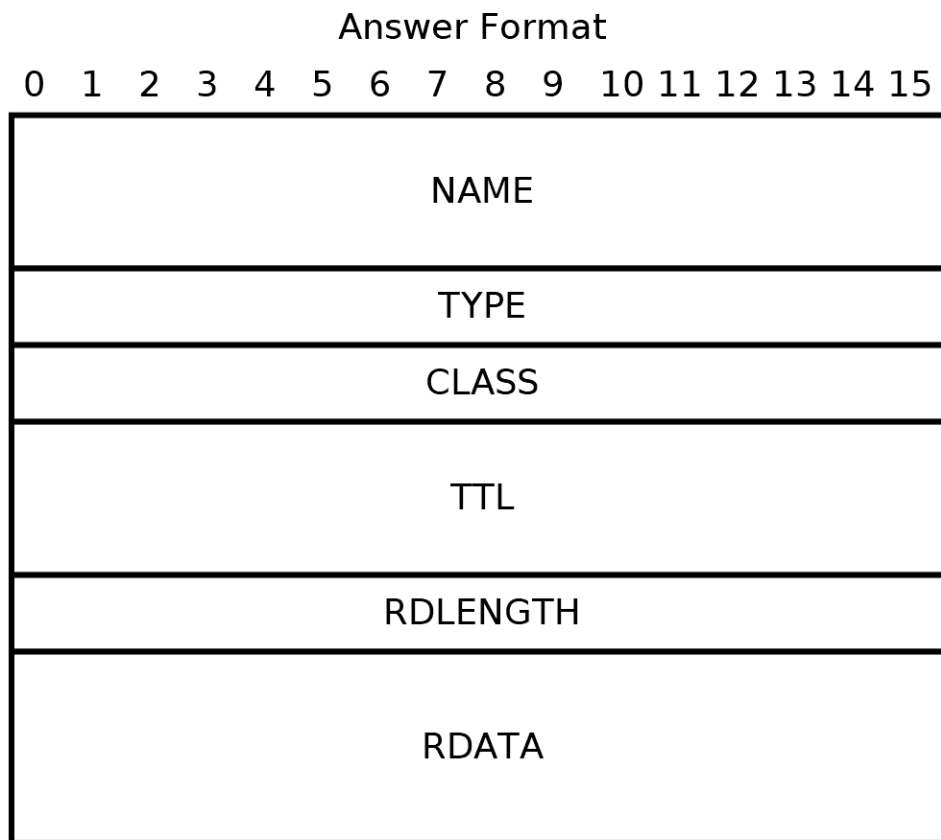 Answer Format
0 1 2 3 4 5 6 7 8 9 10 11 12 13 14 15
NAME
TYPE
CLASS
TTL
RDLENGTH
RDATA